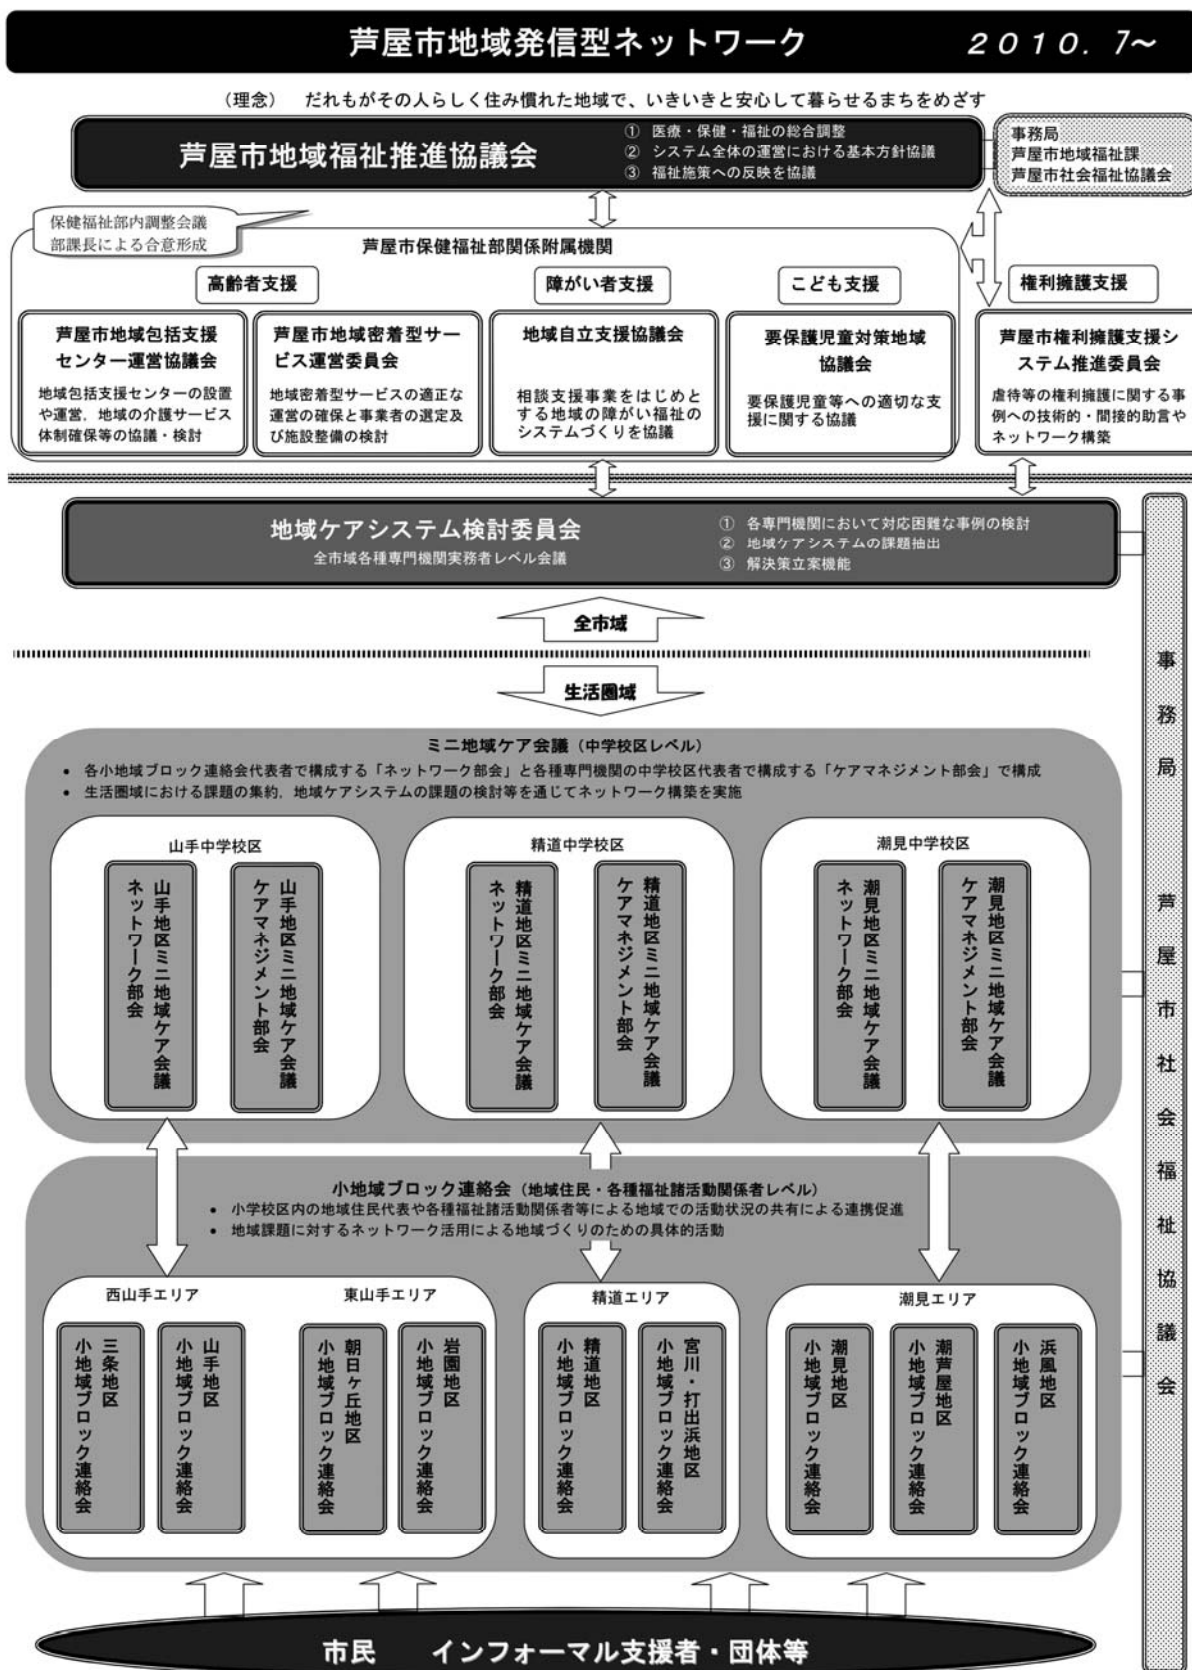 芦屋市地域発信型ネットワーク ２０１０．７～
（理念） だれもがその人らしく住み慣れた地域で、いきいきと安心して暮らせるまちをめざす
芦屋市地域福祉推進協議会
① 医療・保健・福祉の総合調整
② システム全体の運営における基本方針協議
③ 福祉施策への反映を協議
事務局
芦屋市地域福祉課
芦屋市社会福祉協議会
保健福祉部内調整会議
部課長による合意形成
芦屋市保健福祉部関係附属機関
高齢者支援
障がい者支援
こども支援
権利擁護支援
芦屋市地域包括支援
センター運営協議会
地域包括支援センターの設置
や運営，地域の介護サービス
体制確保等の協議・検討
芦屋市地域密着型サー
ビス運営委員会
地域密着型サービスの適正な
運営の確保と事業者の選定及
び施設整備の検討
地域自立支援協議会
相談支援事業をはじめと
する地域の障がい福祉の
システムづくりを協議
要保護児童対策地域
協議会
要保護児童等への適切な支
援に関する協議
芦屋市権利擁護支援シ
ステム推進委員会
虐待等の権利擁護に関する事
例への技術的・間接的助言や
ネットワーク構築
地域ケアシステム検討委員会
全市域各種専門機関実務者レベル会議
① 各専門機関において対応困難な事例の検討
② 地域ケアシステムの課題抽出
③ 解決策立案機能
全市域
生活圏域
事務局 芦屋市社会福祉協議会
ミニ地域ケア会議（中学校区レベル）
• 各小地域ブロック連絡会代表者で構成する「ネットワーク部会」と各種専門機関の中学校区代表者で構成する「ケアマネジメント部会」で構成
• 生活圏域における課題の集約，地域ケアシステムの課題の検討等を通じてネットワーク構築を実施
山手中学校区
山手地区ミニ地域ケア会議
ネットワーク部会
山手地区ミニ地域ケア会議
ケアマネジメント部会
精道中学校区
精道地区ミニ地域ケア会議
ネットワーク部会
精道地区ミニ地域ケア会議
ケアマネジメント部会
潮見中学校区
潮見地区ミニ地域ケア会議
ネットワーク部会
潮見地区ミニ地域ケア会議
ケアマネジメント部会
小地域ブロック連絡会（地域住民・各種福祉諸活動関係者レベル）
• 小学校区内の地域住民代表や各種福祉諸活動関係者等による地域での活動状況の共有による連携促進
• 地域課題に対するネットワーク活用による地域づくりのための具体的活動
西山手エリア
三条地区
小地域ブロック連絡会
山手地区
小地域ブロック連絡会
東山手エリア
朝日ヶ丘地区
小地域ブロック連絡会
岩園地区
小地域ブロック連絡会
精道エリア
精道地区
小地域ブロック連絡会
宮川・打出浜地区
小地域ブロック連絡会
潮見エリア
潮見地区
小地域ブロック連絡会
潮芦屋地区
小地域ブロック連絡会
浜風地区
小地域ブロック連絡会
市民 インフォーマル支援者・団体等